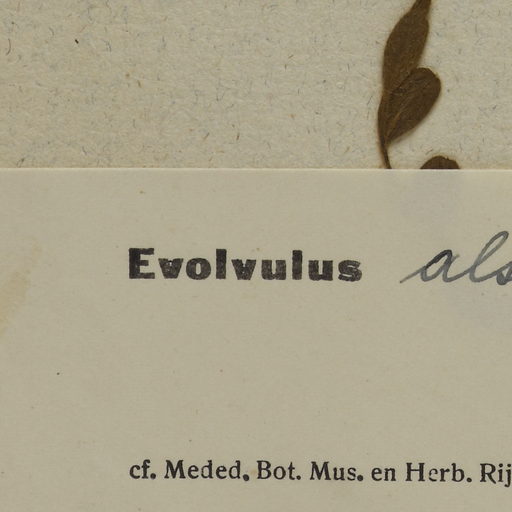 Evolvulus als
cf. Meded. Bot. Mus. en Herb. Rij